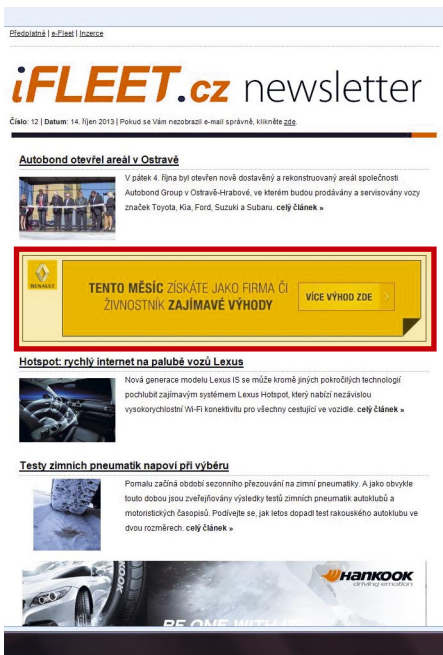 Předplatné | e-Fleet | Inzerce
iFLEET.cz newsletter
Číslo: 12 | Datum: 14. říjen 2013 | Pokud se Vám nezobrazil e-mail správně, klikněte zde.
Autobond otevřel areál v Ostravě
V pátek 4. října byl otevřen nově dostavěný a rekonstruovaný areál společnosti
Autobond Group v Ostravě-Hrabové, ve kterém budou prodávány a servisovány vozy
značek Toyota, Kia, Ford, Suzuki a Subaru. celý článek »
RENAULT
TENTO MĚSÍC ZÍSKÁTE JAKO FIRMA ČI
ŽIVNOSTNÍK ZAJÍMAVÉ VÝHODY
VÍCE VÝHOD ZDE
Hotspot: rychlý internet na palubě vozů Lexus
Nová generace modelu Lexus IS se může kromě jiných pokročilých technologií
pochlubit zajímavým systémem Lexus Hotspot, který nabízí nezávislou
vysokorychlostní Wi-Fi konektivitu pro všechny cestující ve vozidle. celý článek »
Testy zimních pneumatik napoví při výběru
Pomalu začíná období sezonního přezouvání na zimní pneumatiky. A jako obvykle
touto dobou jsou zveřejňovány výsledky testů zimních pneumatik autoklubů a
motoristických časopisů. Podívejte se, jak letos dopadl test rakouského autoklubu ve
dvou rozměrech. celý článek »
HANKOOK
driving emotion
BE ONE WITH IT